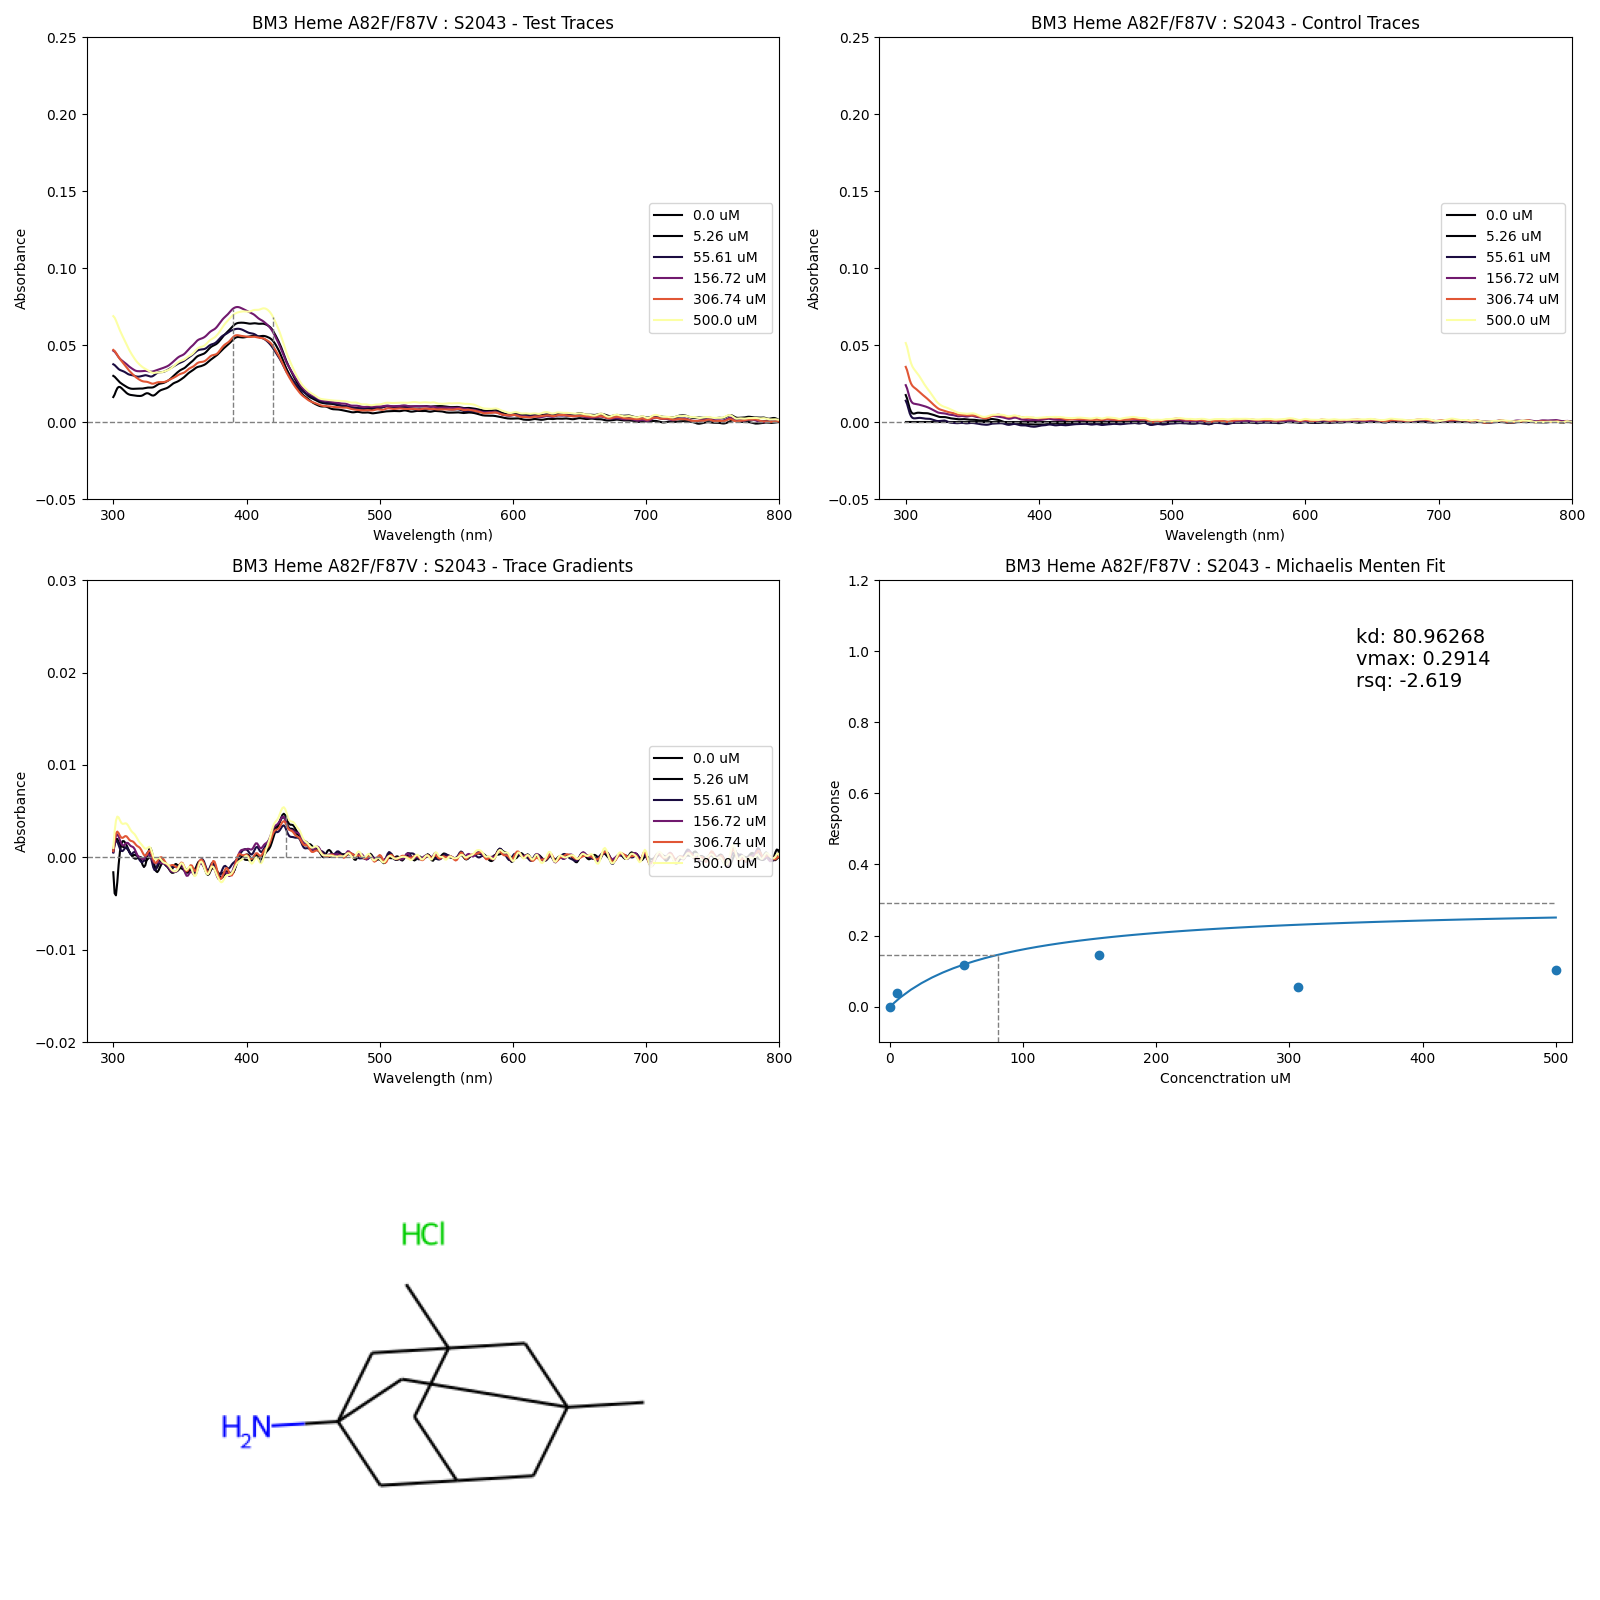 BM3 Heme A82F/F87V : S2043 - Test Traces
0.25
0.20
0.15
0.10
0.05
0.00
−0.05
Absorbance
300
400
500
600
700
800
Wavelength (nm)
0.0 uM
5.26 uM
55.61 uM
156.72 uM
306.74 uM
500.0 uM
BM3 Heme A82F/F87V : S2043 - Control Traces
0.25
0.20
0.15
0.10
0.05
0.00
−0.05
Absorbance
300
400
500
600
700
800
Wavelength (nm)
0.0 uM
5.26 uM
55.61 uM
156.72 uM
306.74 uM
500.0 uM
BM3 Heme A82F/F87V : S2043 - Trace Gradients
0.03
0.02
0.01
0.00
−0.01
−0.02
Absorbance
300
400
500
600
700
800
Wavelength (nm)
0.0 uM
5.26 uM
55.61 uM
156.72 uM
306.74 uM
500.0 uM
BM3 Heme A82F/F87V : S2043 - Michaelis Menten Fit
1.2
1.0
0.8
0.6
0.4
0.2
0.0
Response
kd: 80.96268
vmax: 0.2914
rsq: -2.619
0
100
200
300
400
500
Concenctration uM
HCl
H2N